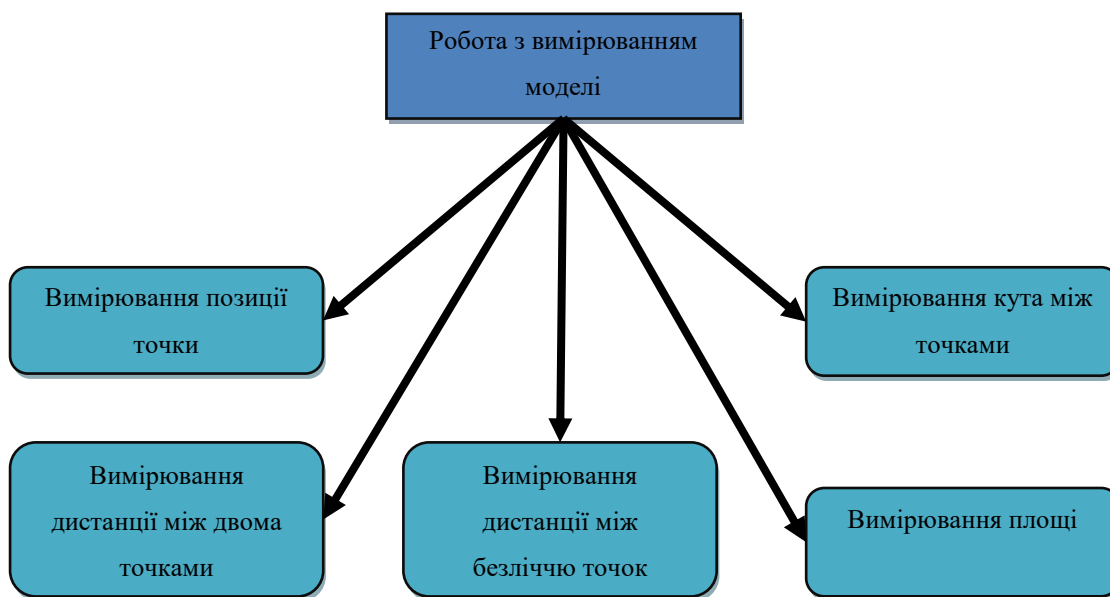 Робота з вимірюванням
моделі
Вимірювання позиції
точки
Вимірювання кута між
точками
Вимірювання
дистанції між двома
точками
Вимірювання
дистанції між
безліччю точок
Вимірювання площі